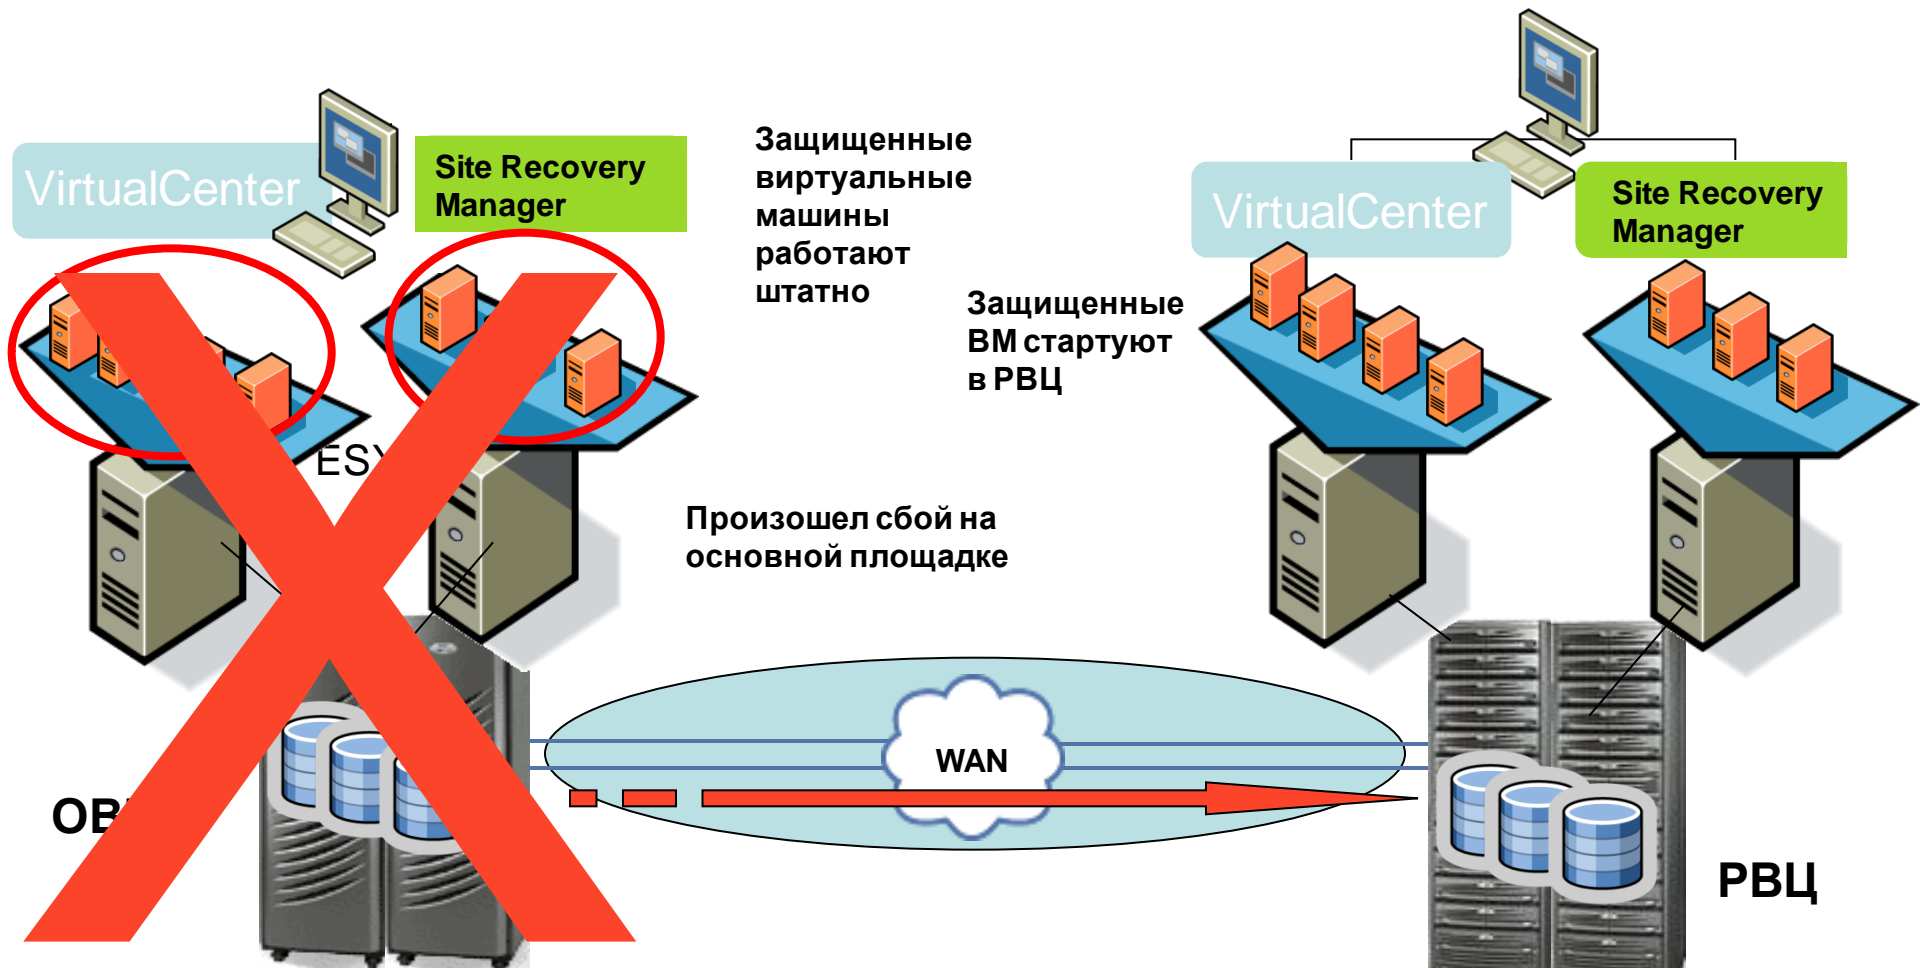 VirtualCenter
Site Recovery
Manager
Защищенные
виртуальные
машины
работают
штатно
Защищенные
ВМ стартуют
в РВЦ
VirtualCenter
Site Recovery
Manager
Произошел сбой на
основной площадке
WAN
РВЦ